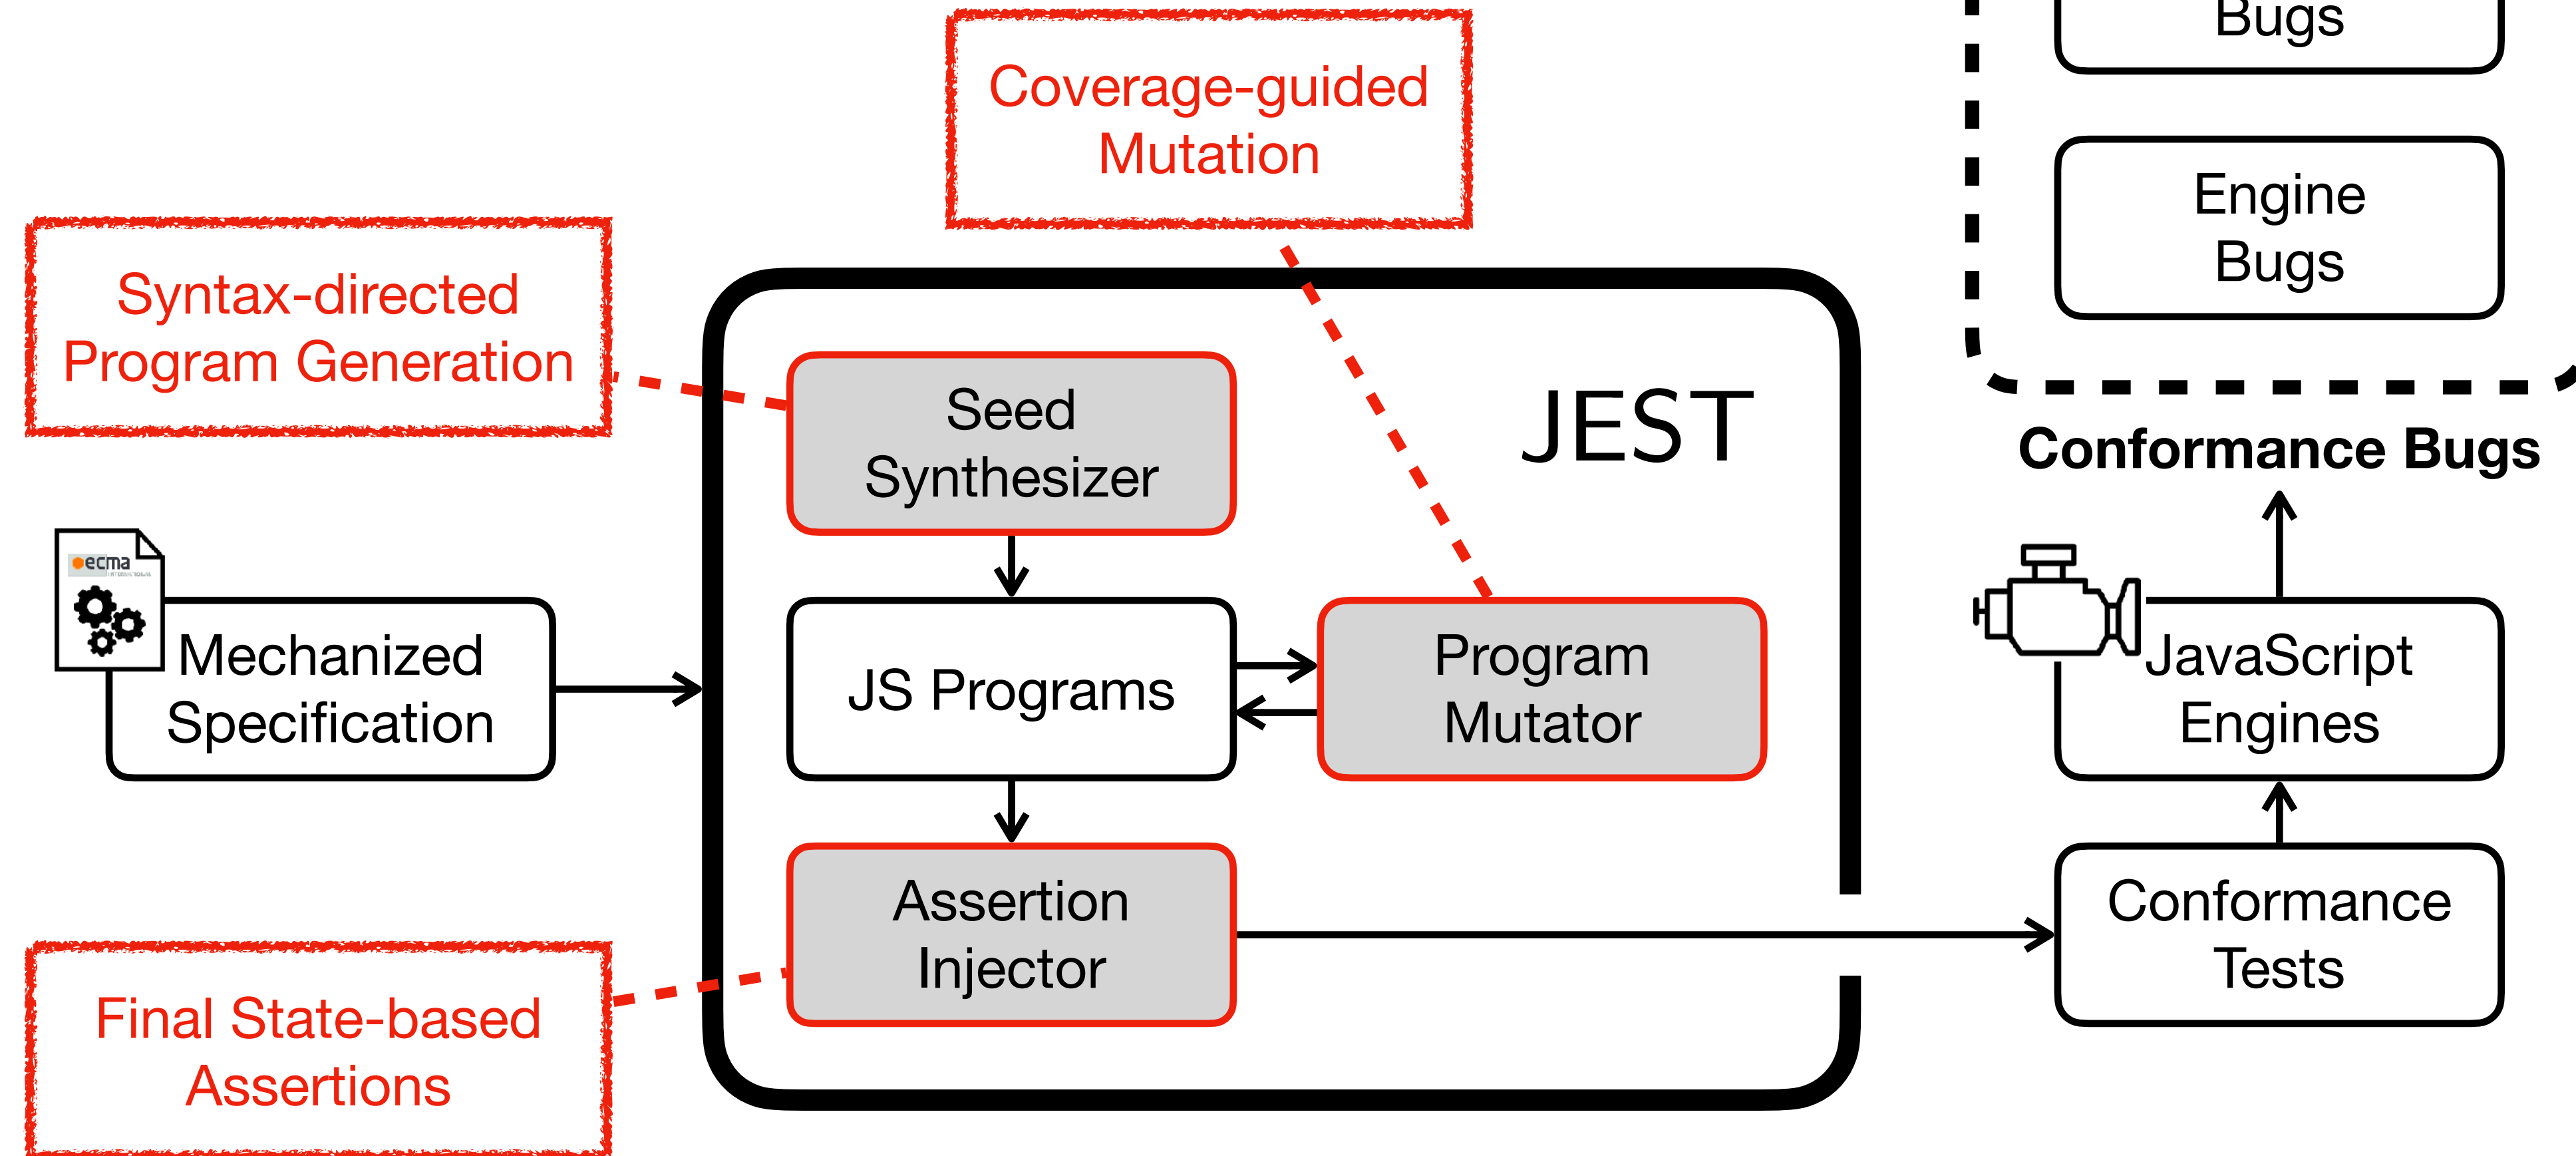 Bugs
Coverage-guided
Mutation
Engine
Bugs
Syntax-directed
Program Generation
Seed
Synthesizer
JEST
Conformance Bugs
ecma
INTERNATIONAL
Mechanized
Specification
JS Programs
Program
Mutator
JavaScript
Engines
Assertion
Injector
Conformance
Tests
Final State-based
Assertions